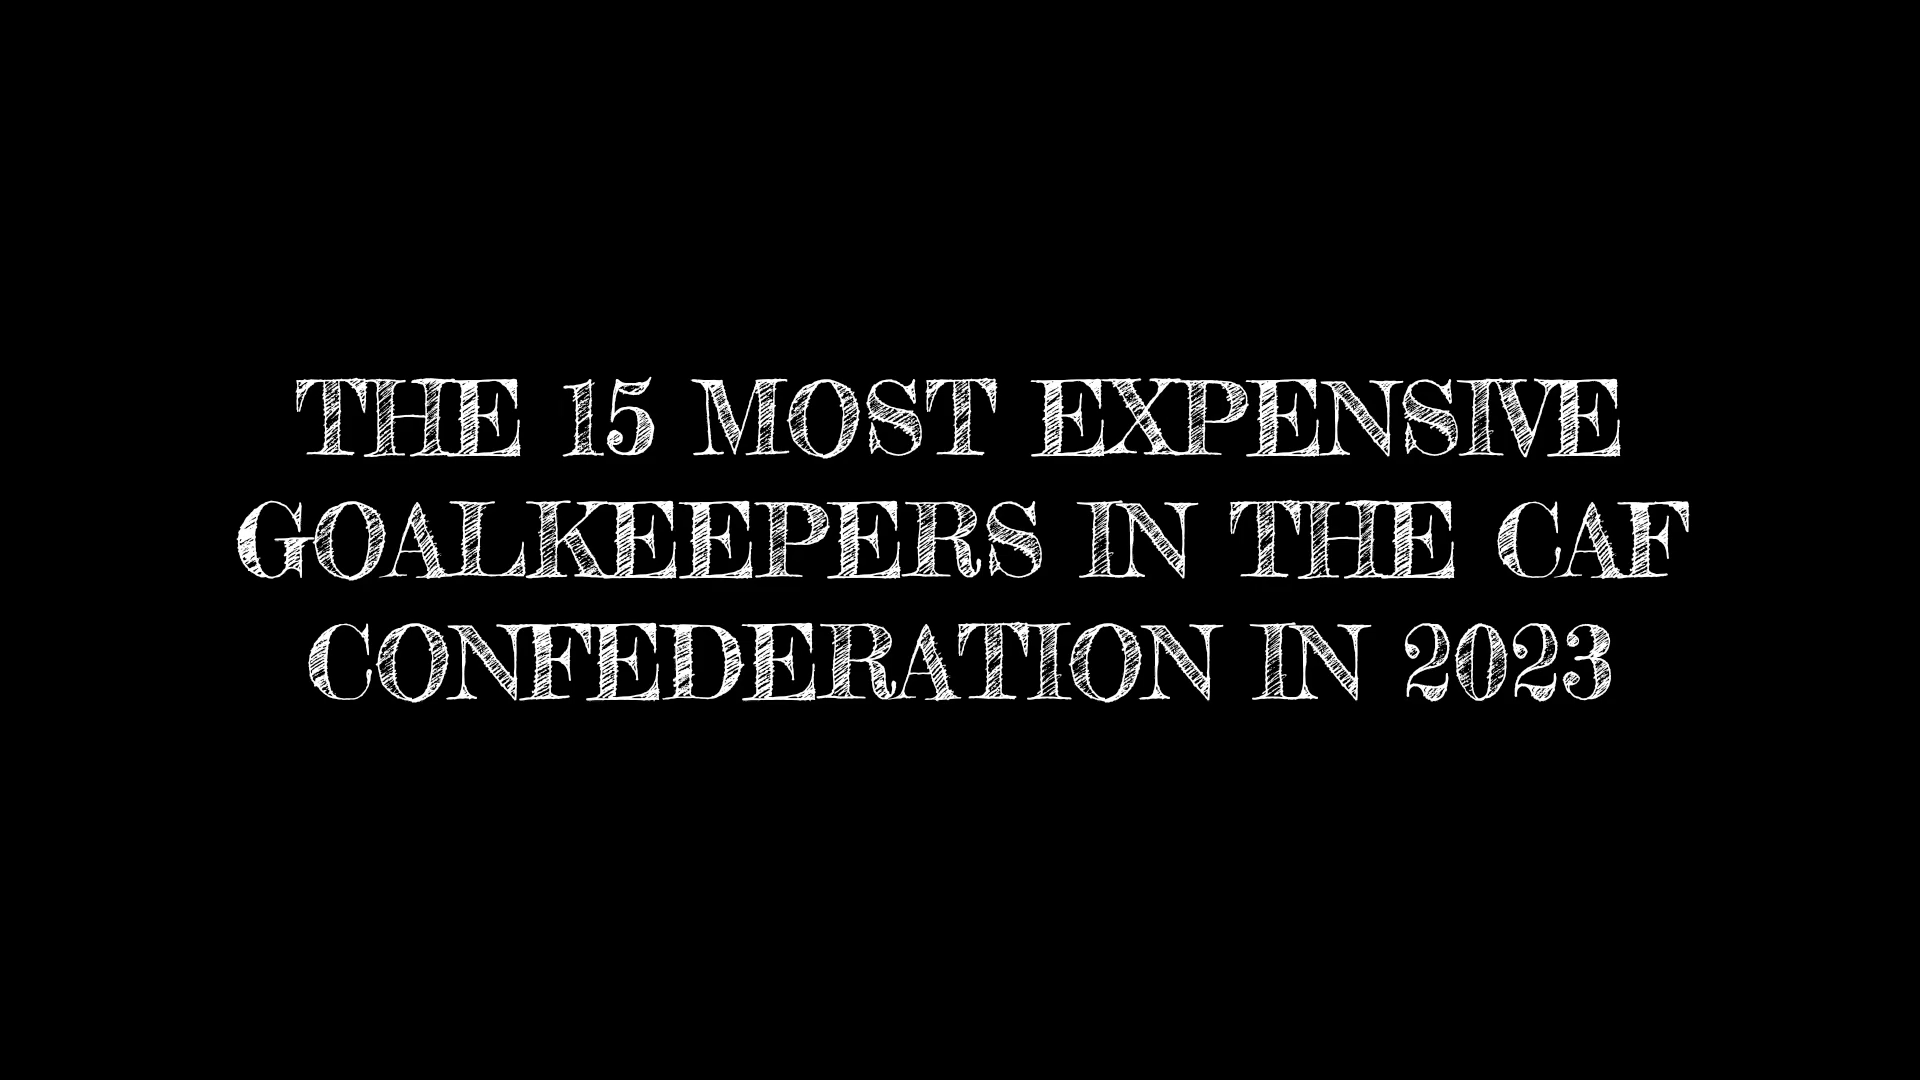 THE 15 MOST EXPENSIVE
GOALKEEPERS IN THE CAF
CONFEDERATION IN 2023